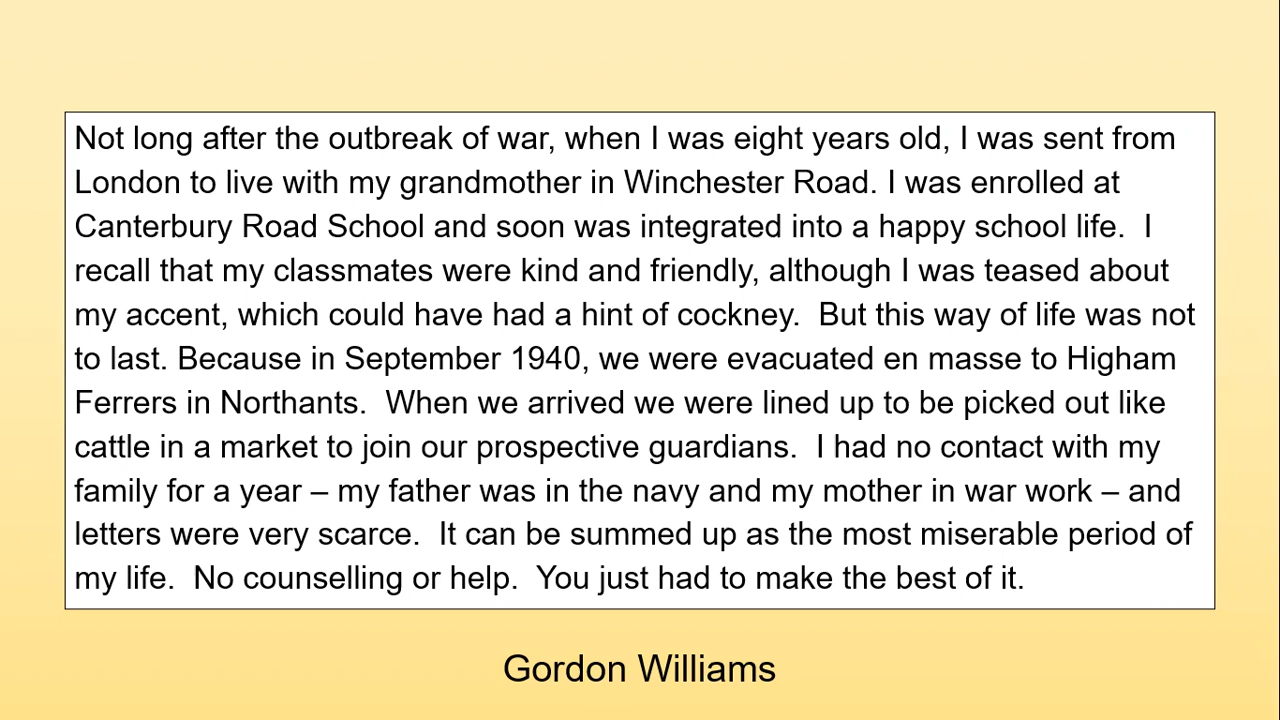 Not long after the outbreak of war, when I was eight years old, I was sent from
London to live with my grandmother in Winchester Road. I was enrolled at
Canterbury Road School and soon was integrated into a happy school life.  I
recall that my classmates were kind and friendly, although I was teased about
my accent, which could have had a hint of cockney.  But this way of life was not
to last. Because in September 1940, we were evacuated en masse to Higham
Ferrers in Northants.  When we arrived we were lined up to be picked out like
cattle in a market to join our prospective guardians.  I had no contact with my
family for a year – my father was in the navy and my mother in war work – and
letters were very scarce.  It can be summed up as the most miserable period of
my life.  No counselling or help.  You just had to make the best of it.
Gordon Williams